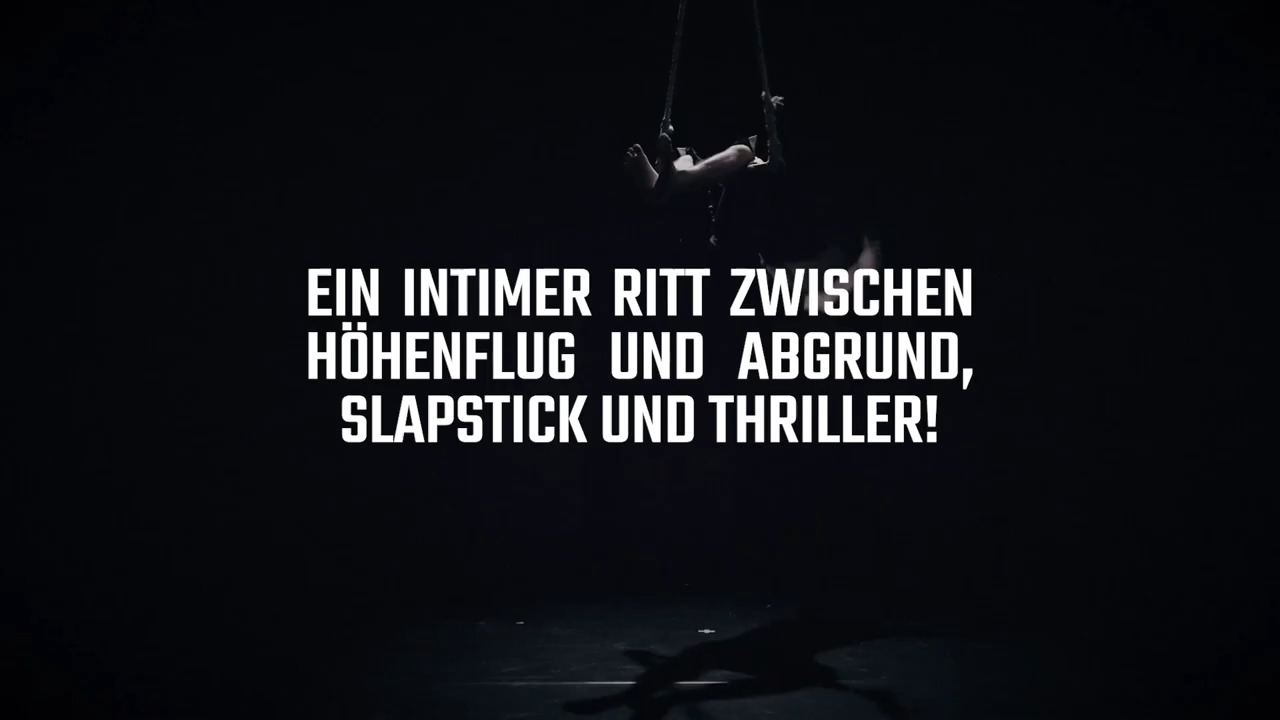 EIN INTIMER RITT ZWISCHEN
HÖHENFLUG UND ABGRUND,
SLAPSTICK UND THRILLER!